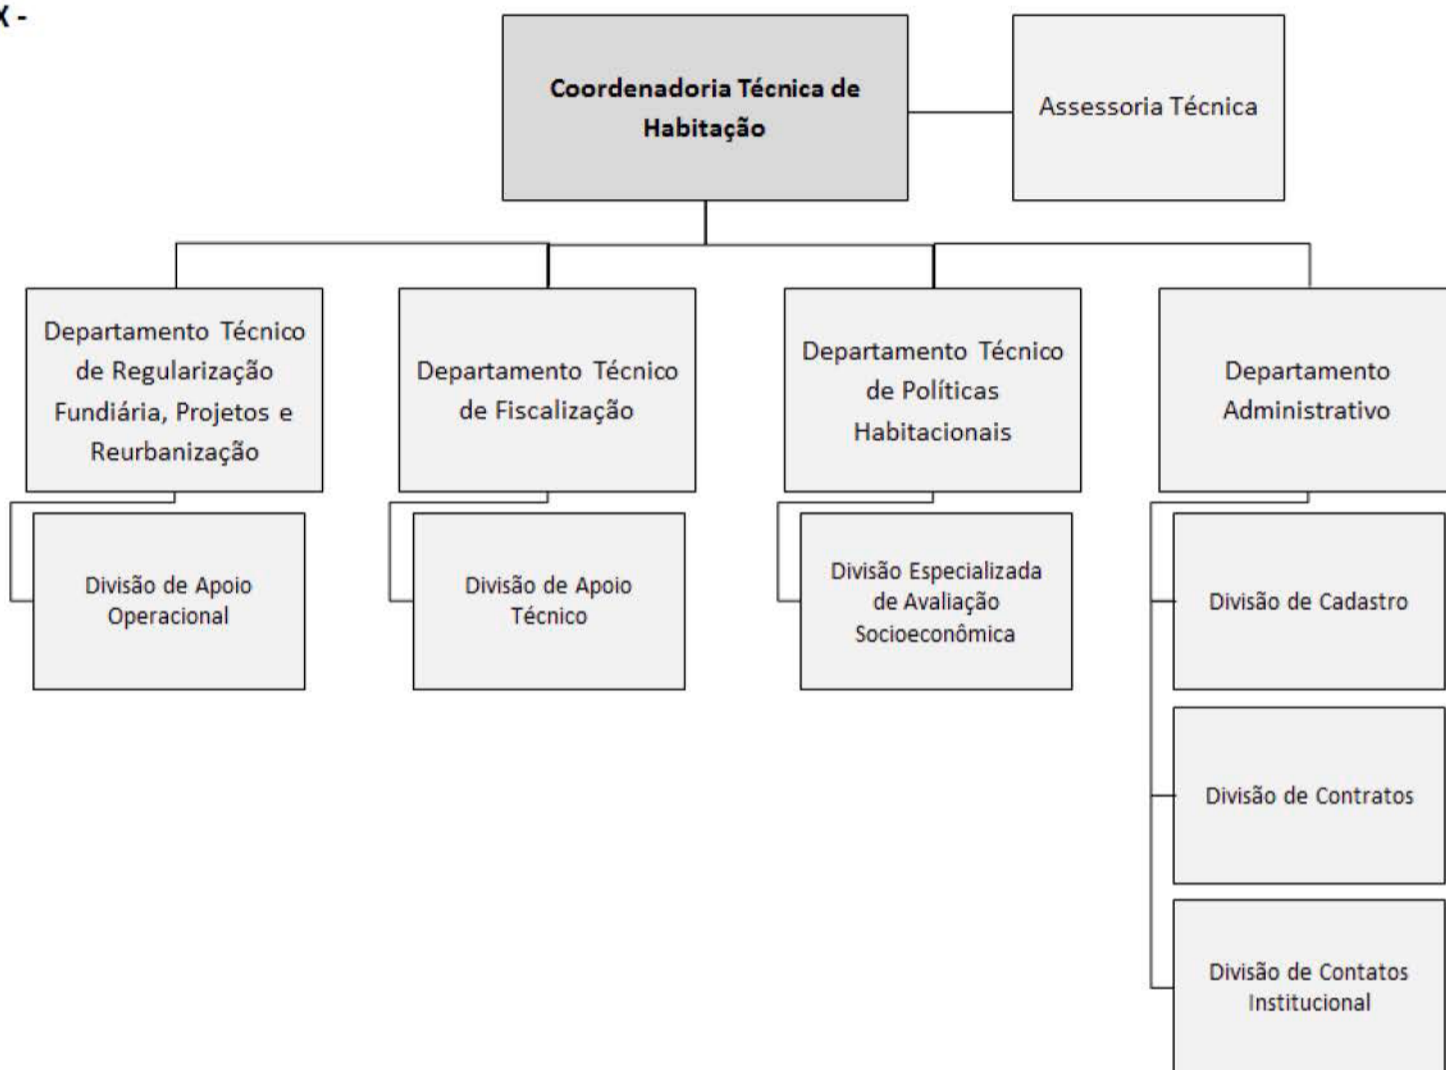 X -
Coordenadoria Técnica de
Habitação
Assessoria Técnica
Departamento Técnico
de Regularização
Fundiária, Projetos e
Reurbanização
Departamento Técnico
de Fiscalização
Departamento Técnico
de Políticas
Habitacionais
Departamento
Administrativo
Divisão de Apoio
Operacional
Divisão de Apoio
Técnico
Divisão Especializada
de Avaliação
Socioeconômica
Divisão de Cadastro
Divisão de Contratos
Divisão de Contatos
Institucional